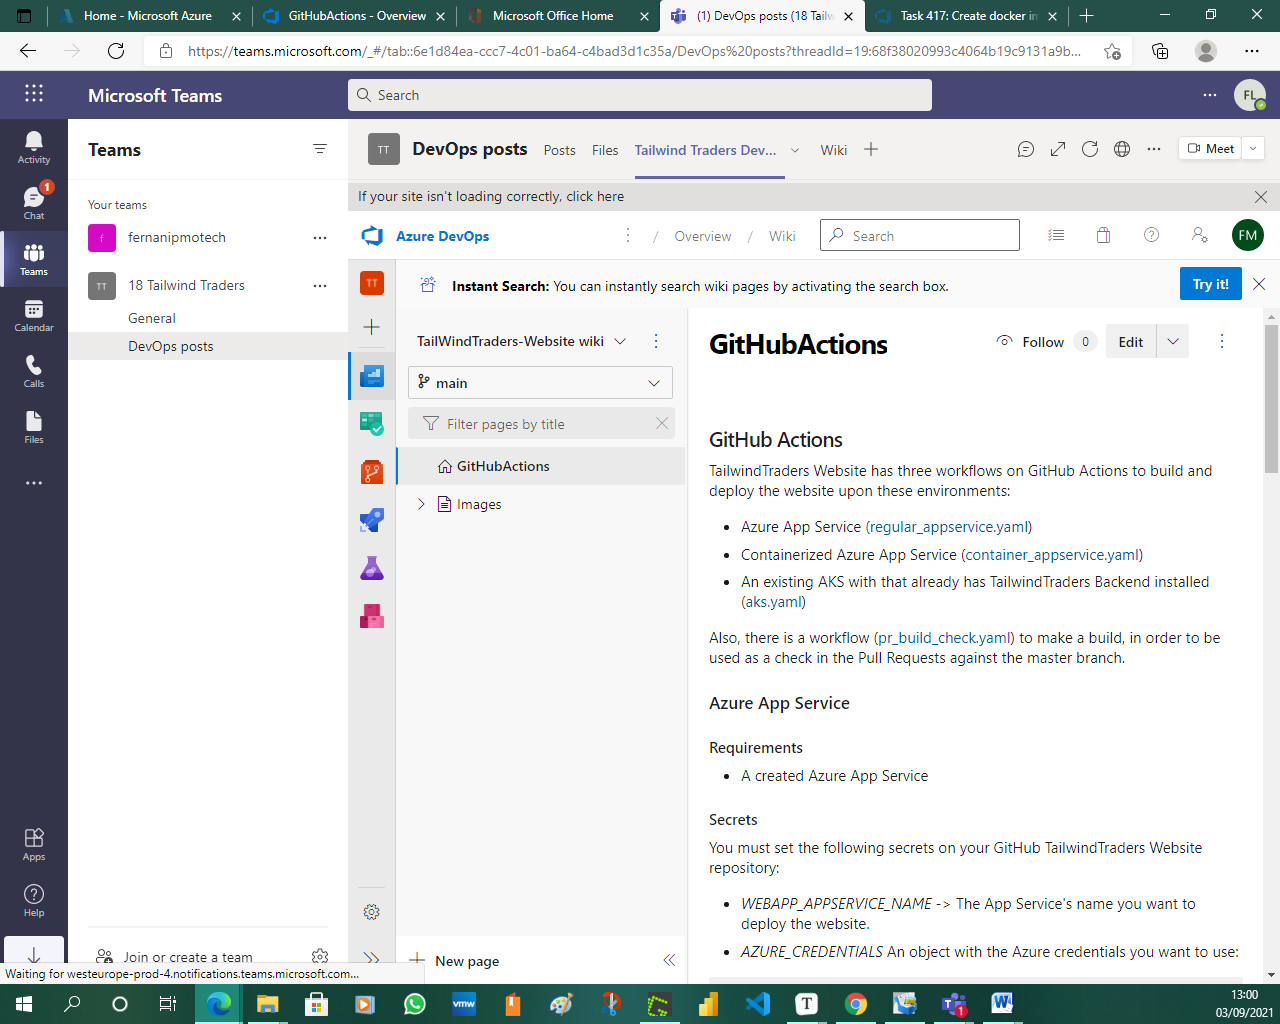 Home - Microsoft Azure
GitHubActions - Overview
Microsoft Office Home
(1) DevOps posts (18 Tailw
Task 417: Create docker im
https://teams.microsoft.com/_#/tab::6e1d84ea-ccc7-4c01-ba64-c4bad3d1c35a/DevOps%20posts?threadId=19:68f38020993c4064b19c9131a9b...
Microsoft Teams
Search
FL
Activity
Chat
1
Teams
Calendar
Calls
Files
Apps
Help
Teams
Your teams
f
fernanipmotech
TT
18 Tailwind Traders
General
DevOps posts
Join or create a team
Waiting for westeurope-prod-4.notifications.teams.microsoft.com...
TT
DevOps posts
Posts
Files
Tailwind Traders Dev...
Wiki
Meet
If your site isn't loading correctly, click here
Azure DevOps
/
Overview
/
Wiki
Search
FM
TT
Instant Search: You can instantly search wiki pages by activating the search box.
Try it!
TailWindTraders-Website wiki
main
Filter pages by title
GitHubActions
Images
New page
GitHubActions
Follow
0
Edit
GitHub Actions
TailwindTraders Website has three workflows on GitHub Actions to build and
deploy the website upon these environments:
• Azure App Service (regular_appservice.yaml)
• Containerized Azure App Service (container_appservice.yaml)
• An existing AKS with that already has TailwindTraders Backend installed
(aks.yaml)
Also, there is a workflow (pr_build_check.yaml) to make a build, in order to be
used as a check in the Pull Requests against the master branch.
Azure App Service
Requirements
• A created Azure App Service
Secrets
You must set the following secrets on your GitHub TailwindTraders Website
repository:
• WEBAPP_APPSERVICE_NAME -> The App Service's name you want to
deploy the website.
• AZURE_CREDENTIALS An object with the Azure credentials you want to use:
vmw
T
1
13:00
03/09/2021